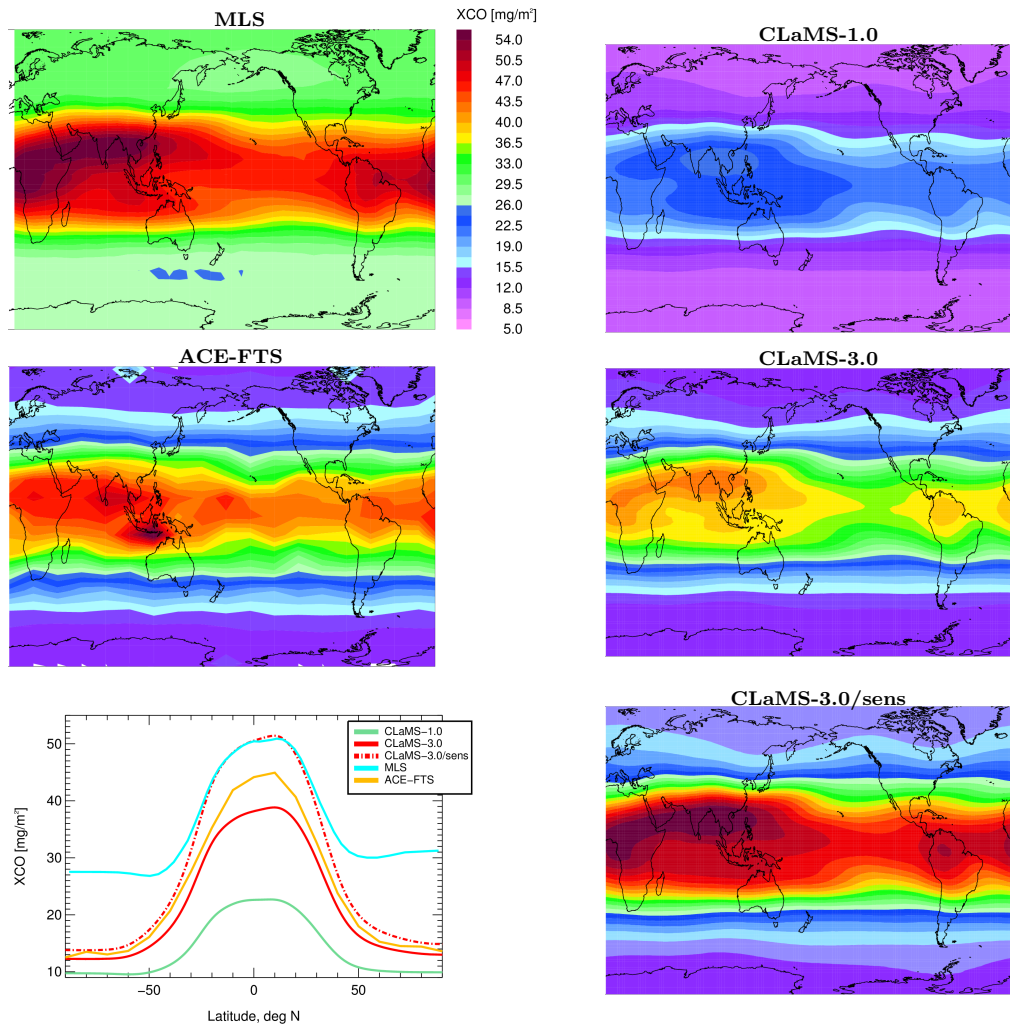 MLS
XCO [mg/m²]
54.0
50.5
47.0
43.5
40.0
36.5
33.0
29.5
26.0
22.5
19.0
15.5
12.0
8.5
5.0
CLaMS-1.0
ACE-FTS
CLaMS-3.0
CLaMS-3.0/sens
XCO [mg/m²]
50
40
30
20
10
−50
0
50
Latitude, deg N
CLaMS−1.0
CLaMS−3.0
CLaMS−3.0/sens
MLS
ACE−FTS